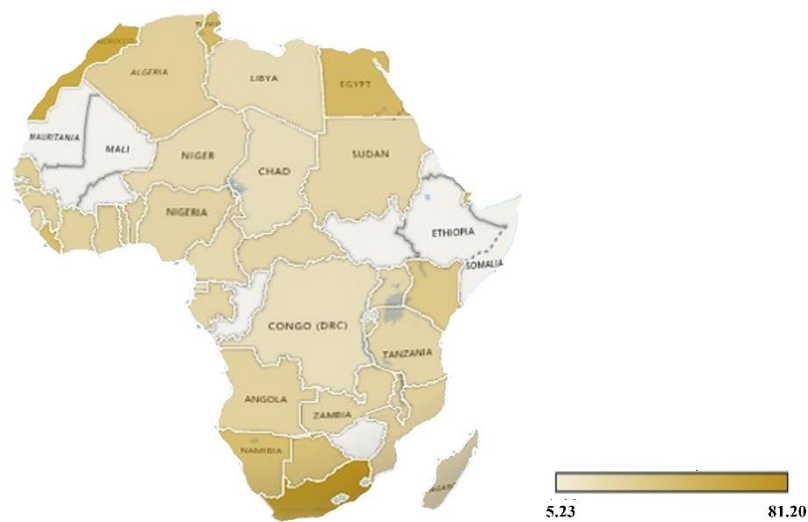 MOROCCO
ALGERIA
LIBYA
EGYPT
MAURITANIA
MALI
NIGER
CHAD
SUDAN
NIGERIA
ETHIOPIA
SOMALIA
CONGO (DRC)
TANZANIA
ANGOLA
ZAMBIA
NAMIBIA
5.23
81.20